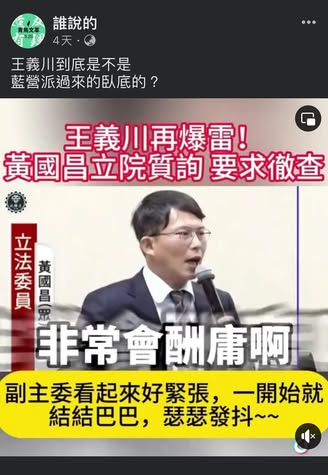 誰說的
4天
王義川到底是不是
藍營派過來的臥底的？
王義川再爆雷！
黃國昌立院質詢 要求徹查
立法委員
黃國昌(眾
非常會酬庸啊
副主委看起來好緊張，一開始就
結結巴巴，瑟瑟發抖~~